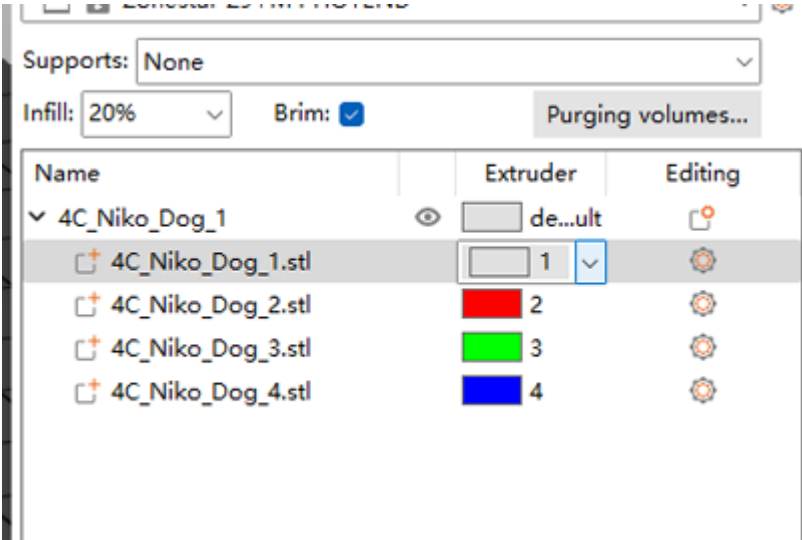 Supports: None
Infill: 20% Brim: Purging volumes...
Name Extruder Editing
4C_Niko_Dog_1 de...ult
4C_Niko_Dog_1.stl 1
4C_Niko_Dog_2.stl 2
4C_Niko_Dog_3.stl 3
4C_Niko_Dog_4.stl 4